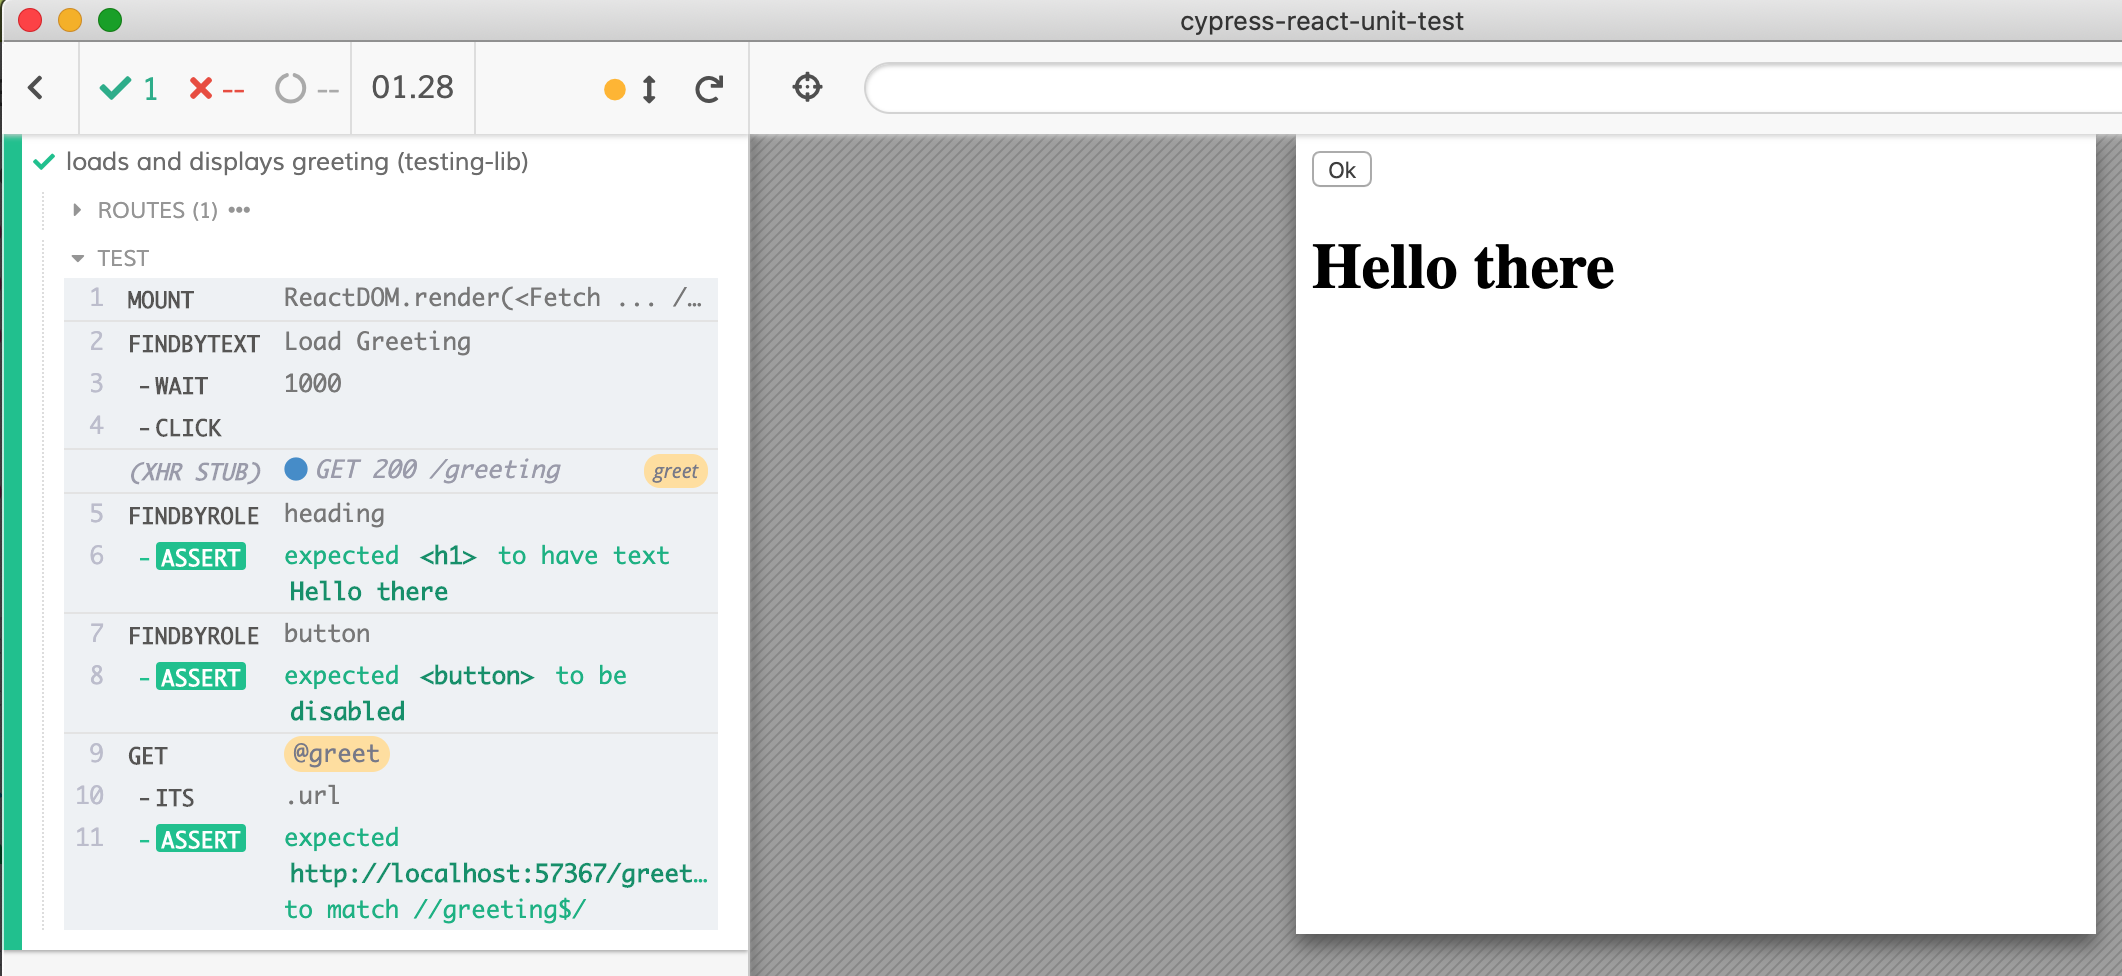 cypress-react-unit-test
1 -- -- 01.28
loads and displays greeting (testing-lib)
ROUTES (1) •••
TEST
1 MOUNT ReactDOM.render(<Fetch ... /…
2 FINDBYTEXT Load Greeting
3 -WAIT 1000
4 -CLICK
(XHR STUB) GET 200 /greeting greet
5 FINDBYROLE heading
6 -ASSERT expected <h1> to have text
Hello there
7 FINDBYROLE button
8 -ASSERT expected <button> to be
disabled
9 GET @greet
10 -ITS .url
11 -ASSERT expected
http://localhost:57367/greet…
to match //greeting$/
Ok
Hello there